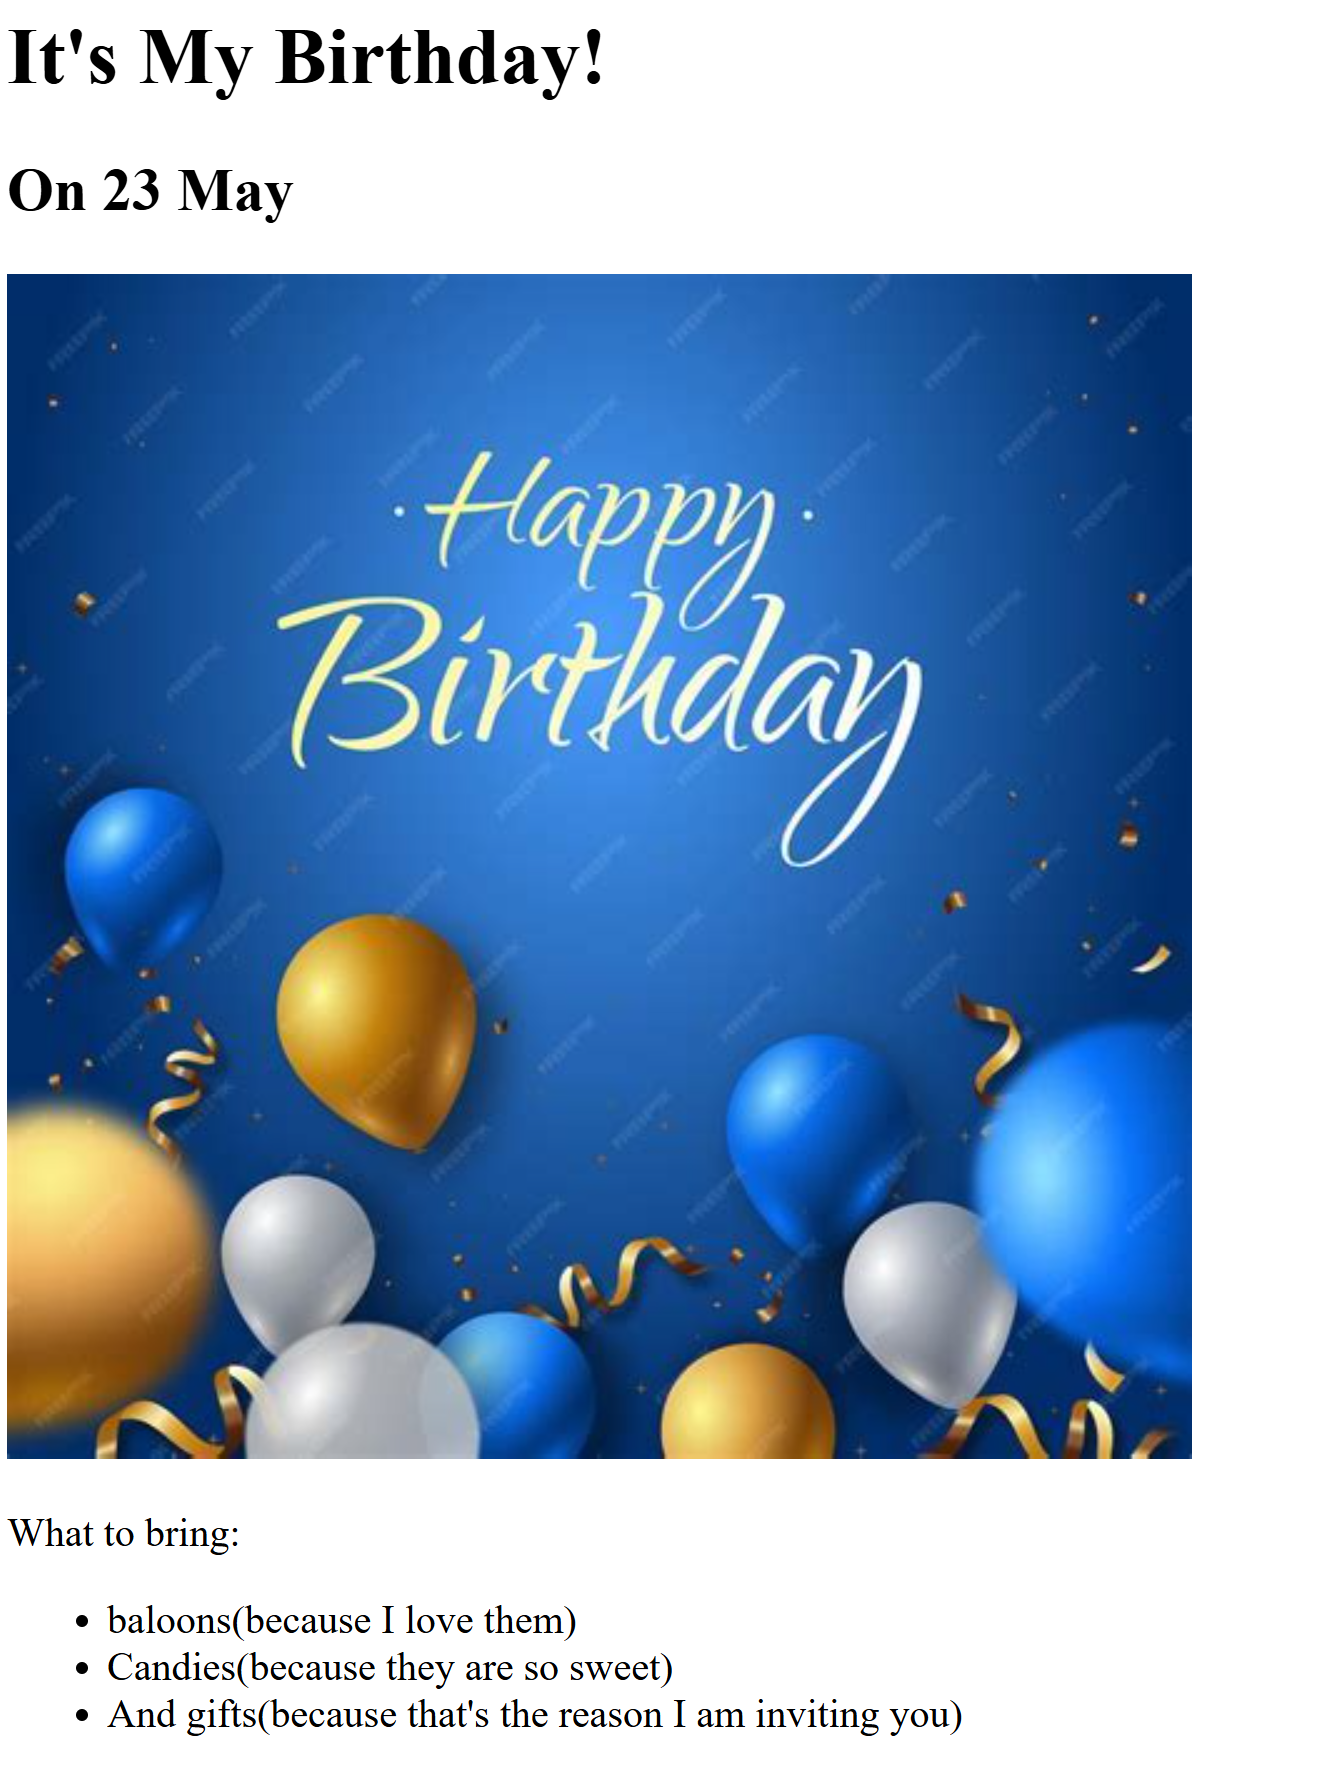 It's My Birthday!
On 23 May
Happy
Birthday
What to bring:
baloons(because I love them)
Candies(because they are so sweet)
And gifts(because that's the reason I am inviting you)